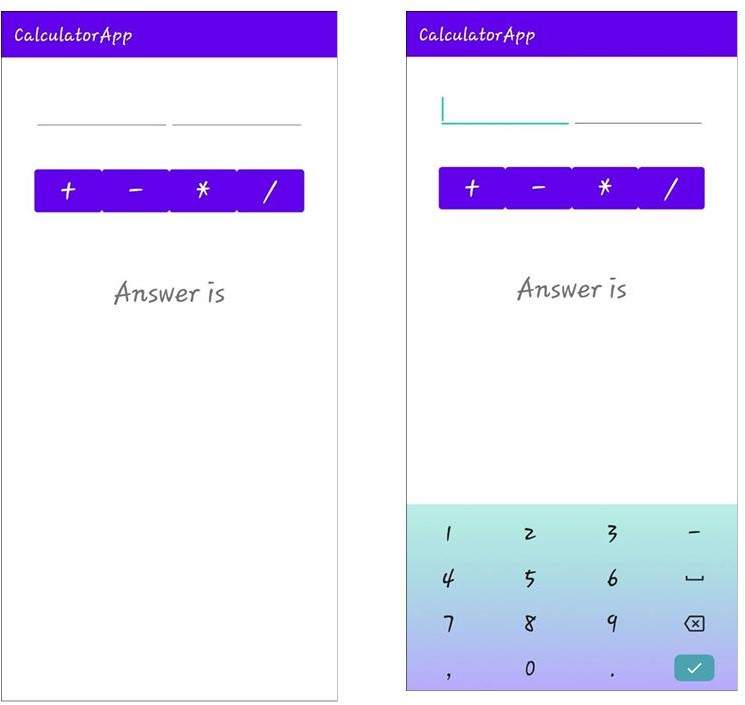 CalculatorApp
+ - * /
Answer is
CalculatorApp
+ - * /
Answer is
1 2 3 -
4 5 6
7 8 9
, 0 .